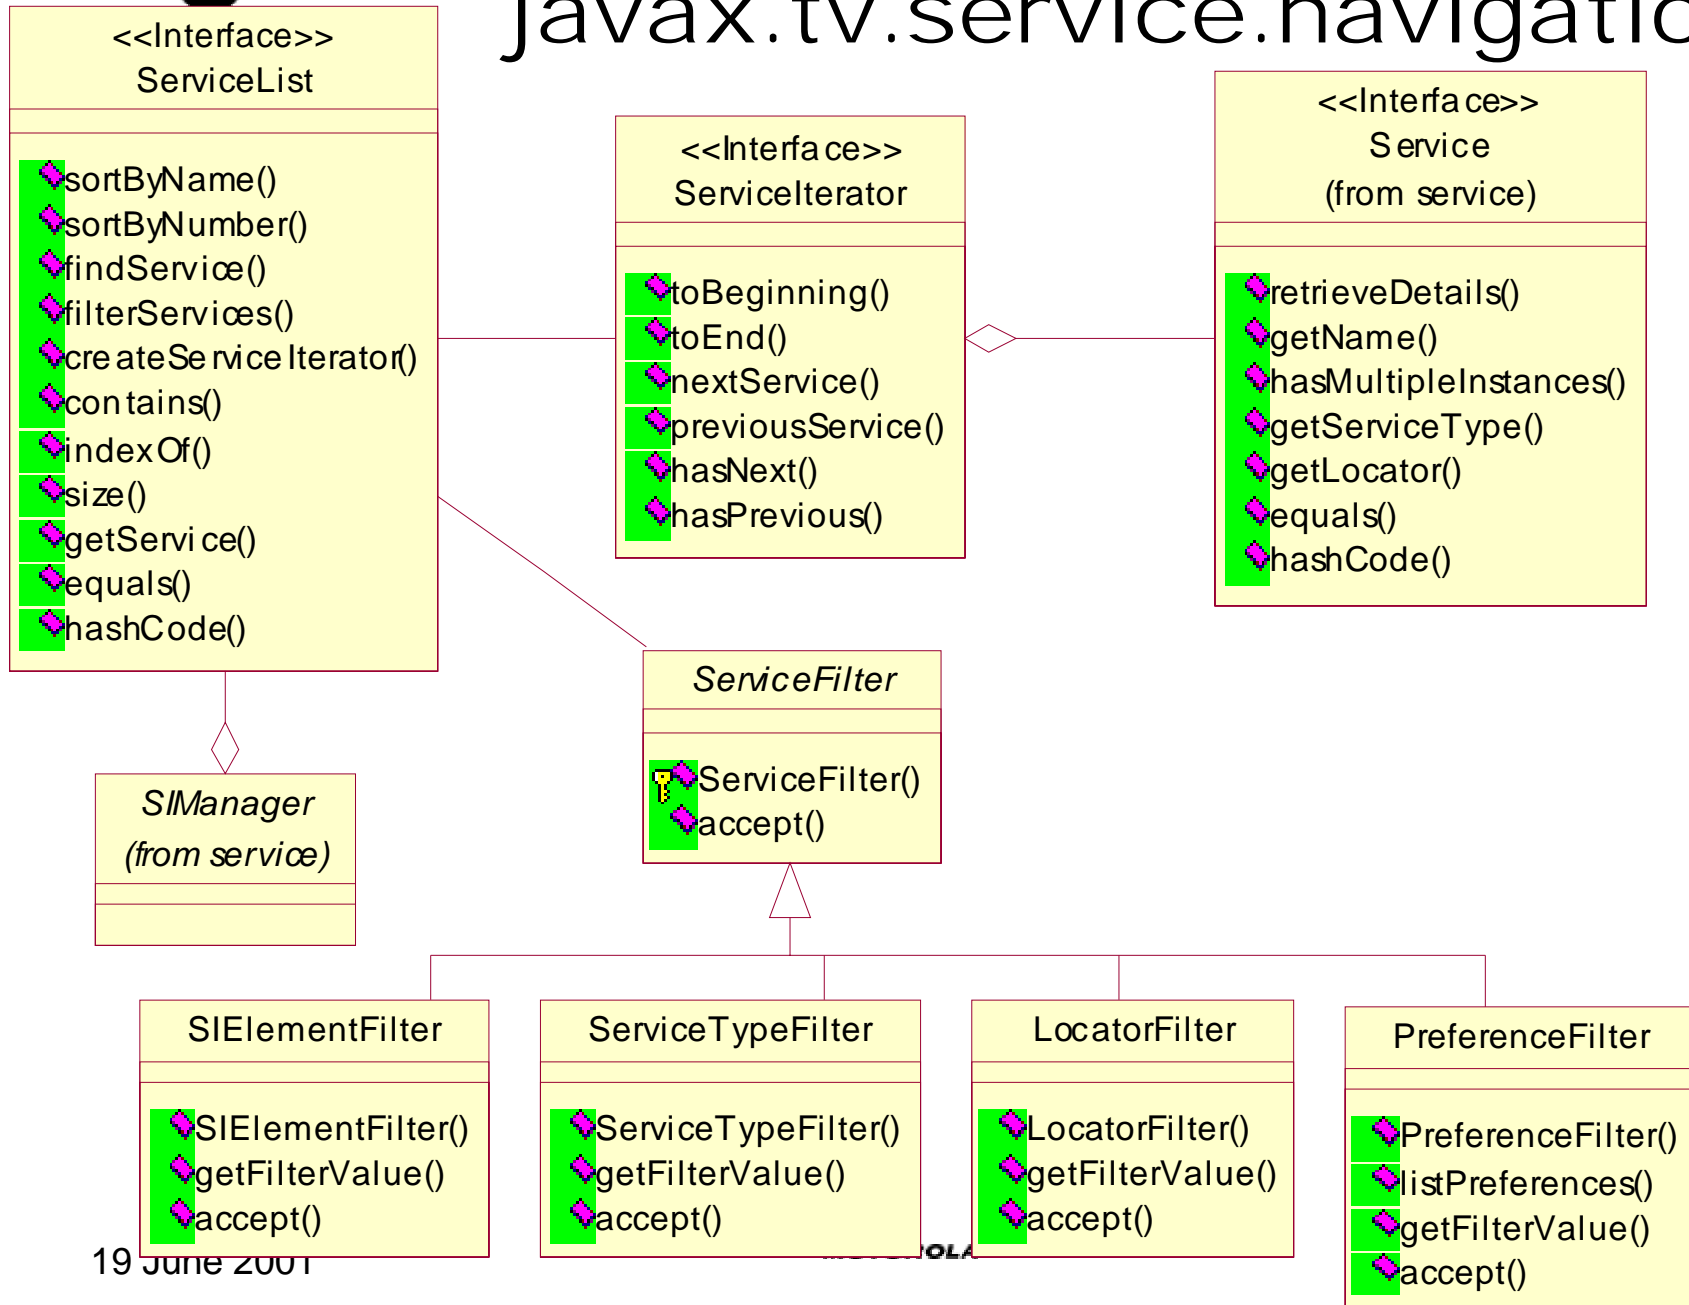 javax.tv.service.navigatio
<<Interface>>
ServiceList
sortByName()
sortByNumber()
findService()
filterServices()
createServiceIterator()
contains()
indexOf()
size()
getService()
equals()
hashCode()
<<Interface>>
ServiceIterator
toBeginning()
toEnd()
nextService()
previousService()
hasNext()
hasPrevious()
<<Interface>>
Service
(from service)
retrieveDetails()
getName()
hasMultipleInstances()
getServiceType()
getLocator()
equals()
hashCode()
SIManager
(from service)
ServiceFilter
ServiceFilter()
accept()
SIElementFilter
SIElementFilter()
getFilterValue()
accept()
ServiceTypeFilter
ServiceTypeFilter()
getFilterValue()
accept()
LocatorFilter
LocatorFilter()
getFilterValue()
accept()
PreferenceFilter
PreferenceFilter()
listPreferences()
getFilterValue()
accept()
19 June 2001